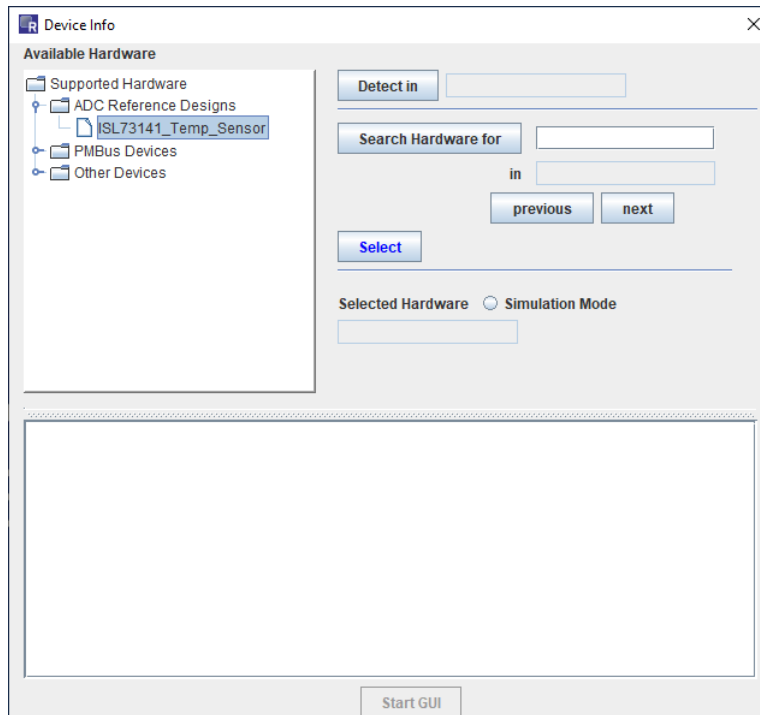 Device Info
Available Hardware
Supported Hardware
ADC Reference Designs
ISL73141_Temp_Sensor
PMBus Devices
Other Devices
Detect in
Search Hardware for
in
previous next
Select
Selected Hardware Simulation Mode
Start GUI